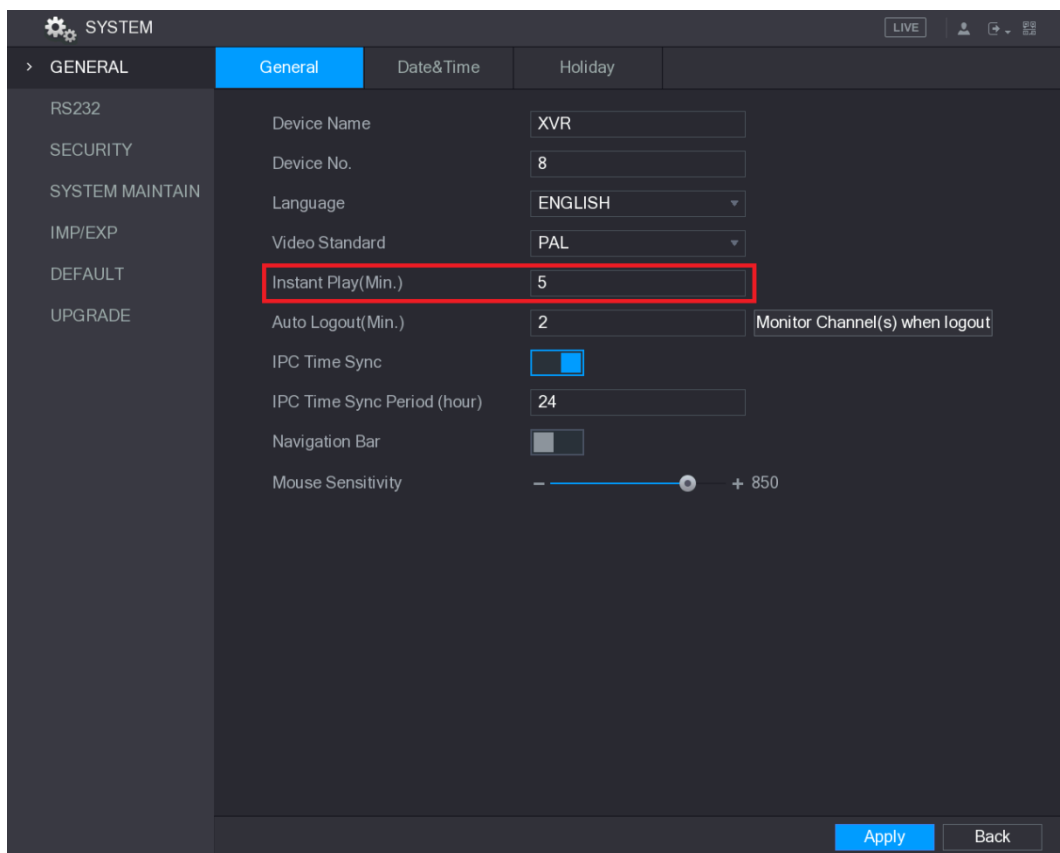 SYSTEM
LIVE
GENERAL
RS232
SECURITY
SYSTEM MAINTAIN
IMP/EXP
DEFAULT
UPGRADE
General Date&Time Holiday
Device Name XVR
Device No. 8
Language ENGLISH
Video Standard PAL
Instant Play(Min.) 5
Auto Logout(Min.) 2 Monitor Channel(s) when logout
IPC Time Sync
IPC Time Sync Period (hour) 24
Navigation Bar
Mouse Sensitivity - + 850
Apply Back